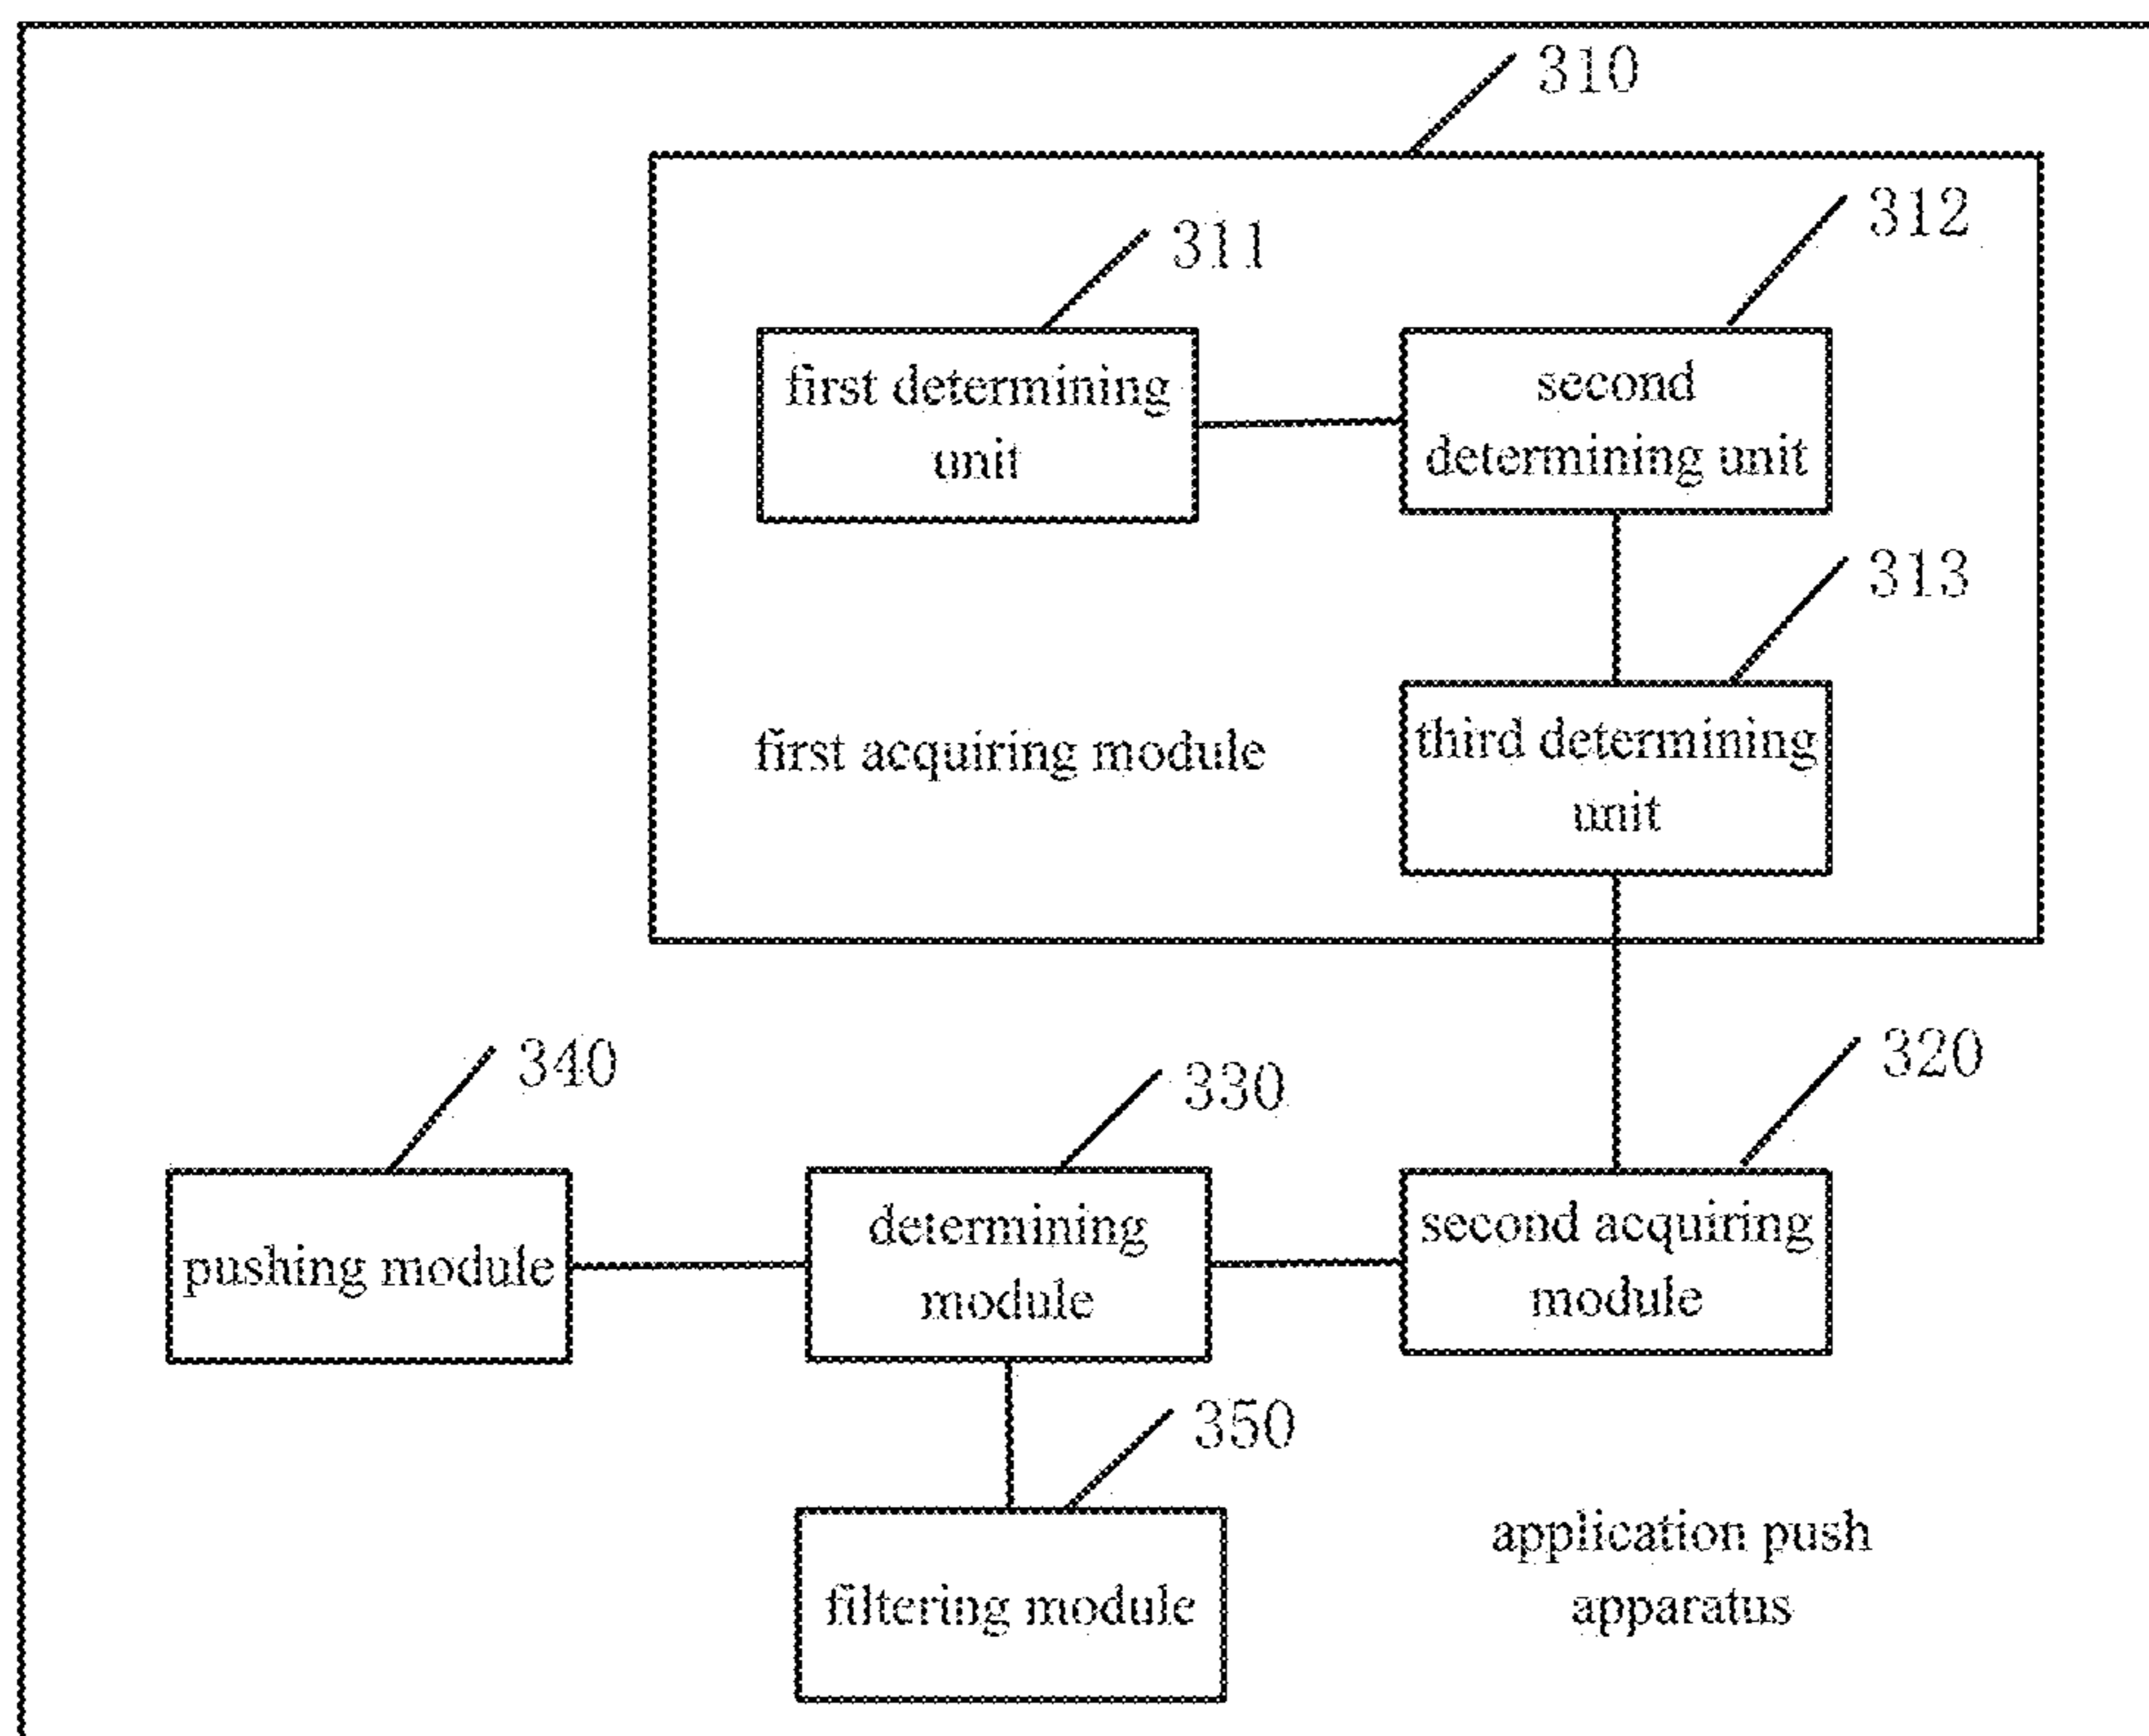 310
312
311
first determining
unit
second
determining unit
313
third determining
unit
first acquiring module
340
330
320
pushing module
determining
module
second acquiring
module
350
filtering module
application push
apparatus